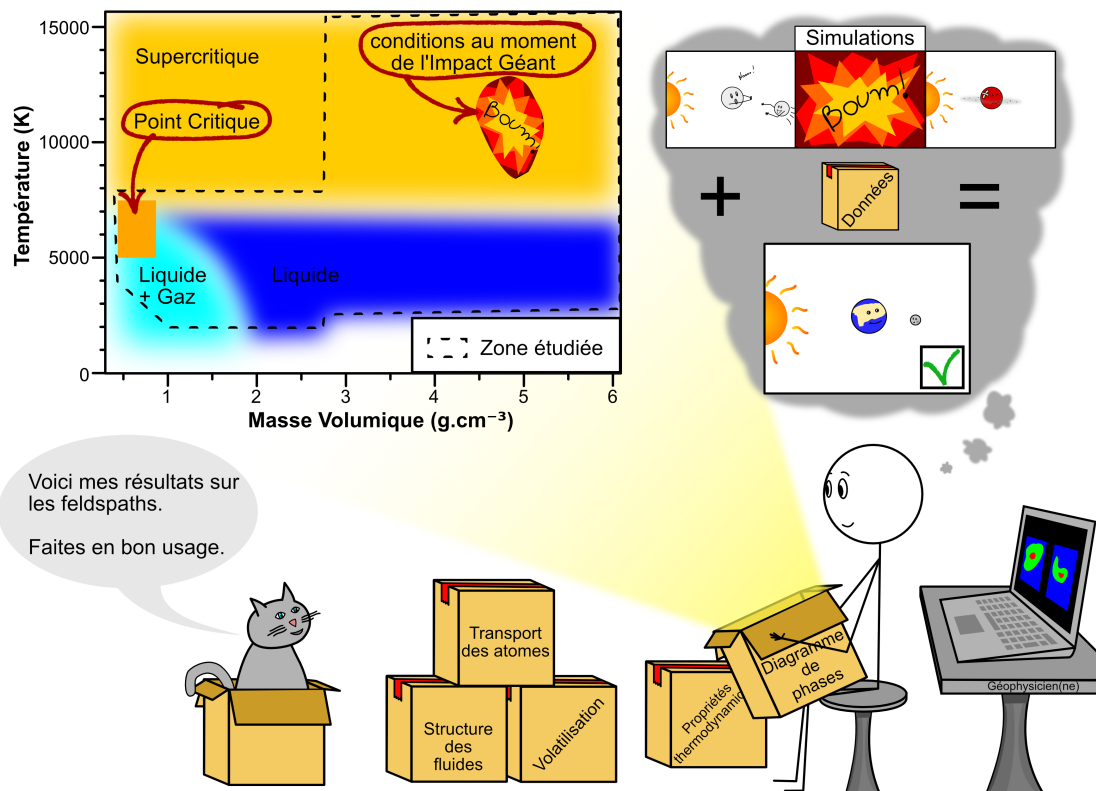 15000
10000
5000
0
Température (K)
Supercritique
Point Critique
conditions au moment
de l'Impact Géant
Boum!
Liquide
+ Gaz
Liquide
Zone étudiée
1
2
3
4
5
6
Masse Volumique (g.cm⁻³)
Simulations
Vroum!
Boum!
+
Données
=
Voici mes résultats sur
les feldspaths.
Faites en bon usage.
Transport
des atomes
Structure
des
fluides
Volatilisation
Propriétés
Diagramme
de
phases
Géophysicien(ne)